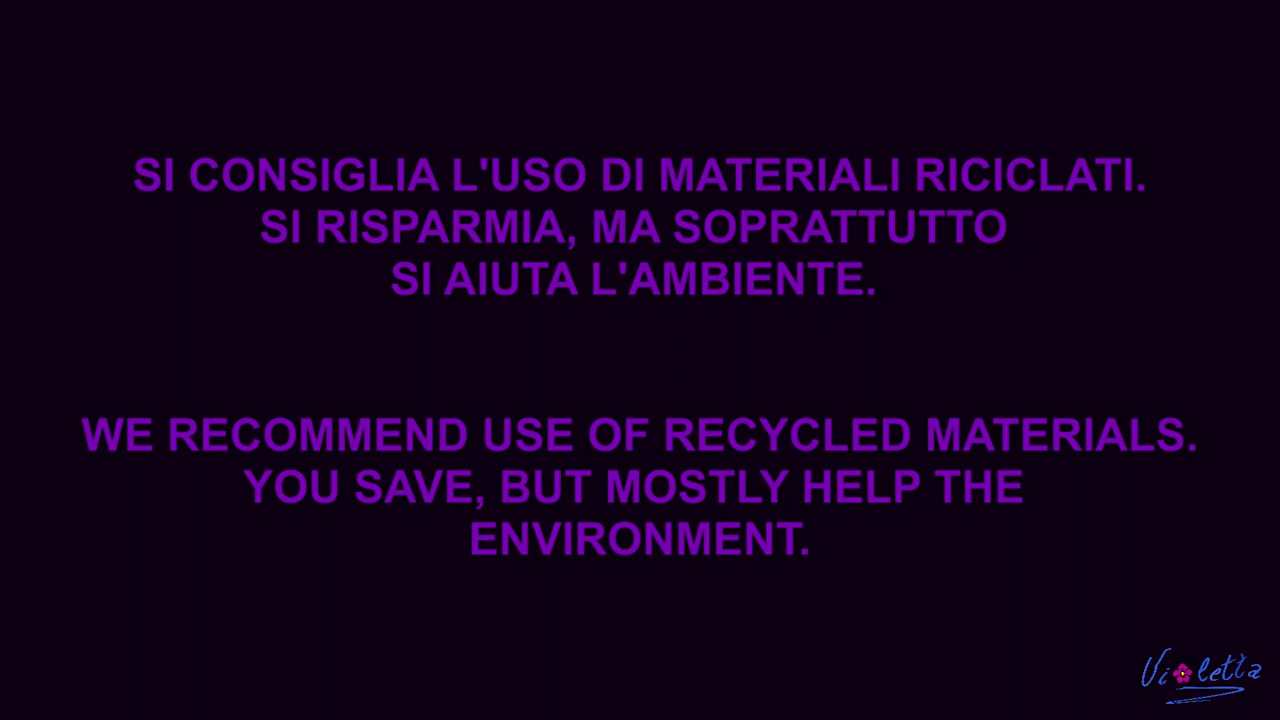 SI CONSIGLIA L'USO DI MATERIALI RICICLATI.
SI RISPARMIA, MA SOPRATTUTTO
SI AIUTA L'AMBIENTE.
WE RECOMMEND USE OF RECYCLED MATERIALS.
YOU SAVE, BUT MOSTLY HELP THE
ENVIRONMENT.
Violetta